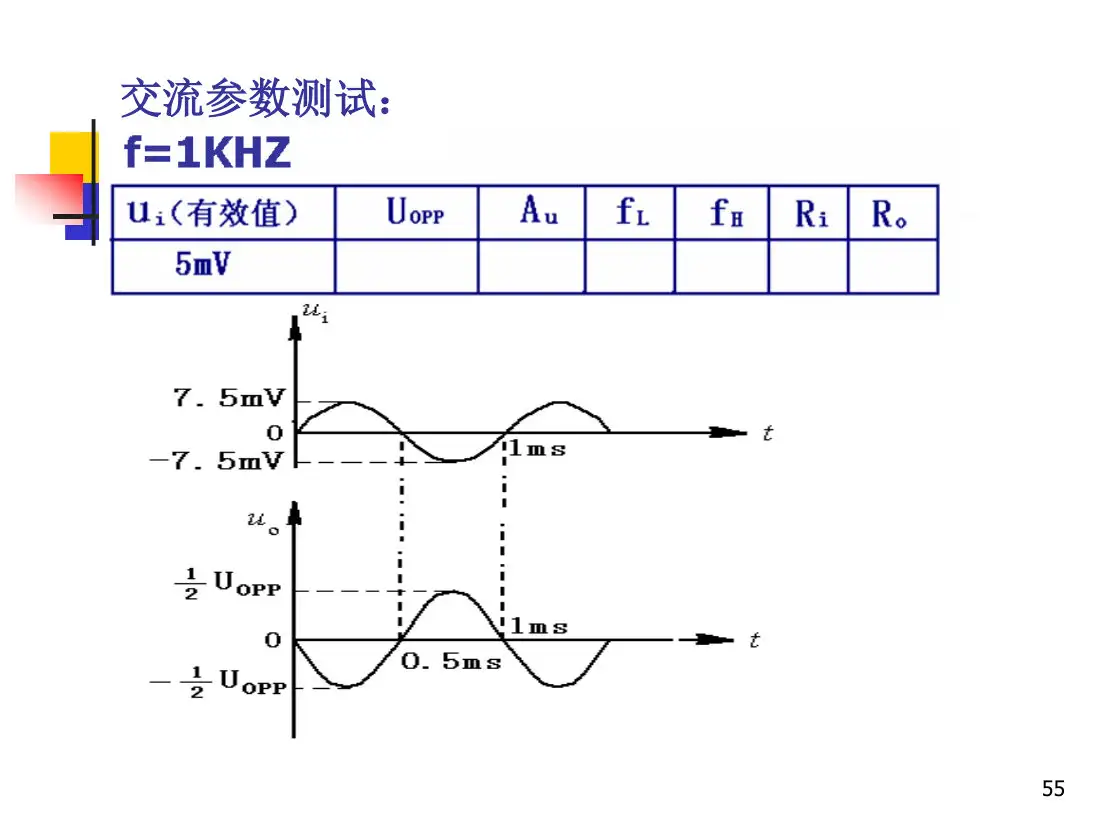 交流参数测试：
f=1KHZ
ui(有效值) UOPP Au fL fH Ri Ro
5mV
ui
7.5mV
0
-7.5mV
1ms
t
uo
1/2 UOPP
0
1ms
t
0.5ms
-1/2 UOPP
55